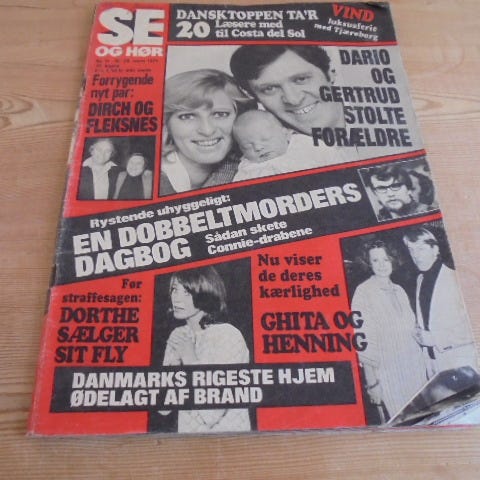 SE
OG HØR
DANSKTOPPEN TA'R
20 Læsere med
til Costa del Sol
VIND
luksusferie
med Tjæreborg
Forrygende
nyt par:
DIRCH OG
FLEKSNES
DARIO
OG
GERTRUD
STOLTE
FORÆLDRE
Rystende uhyggeligt:
EN DOBBELTMORDERS
DAGBOG
Sådan skete
Connie-drabene
Før
straffesagen:
DORTHE
SÆLGER
SIT FLY
Nu viser
de deres
kærlighed
GHITA OG
HENNING
DANMARKS RIGESTE HJEM
ØDELAGT AF BRAND